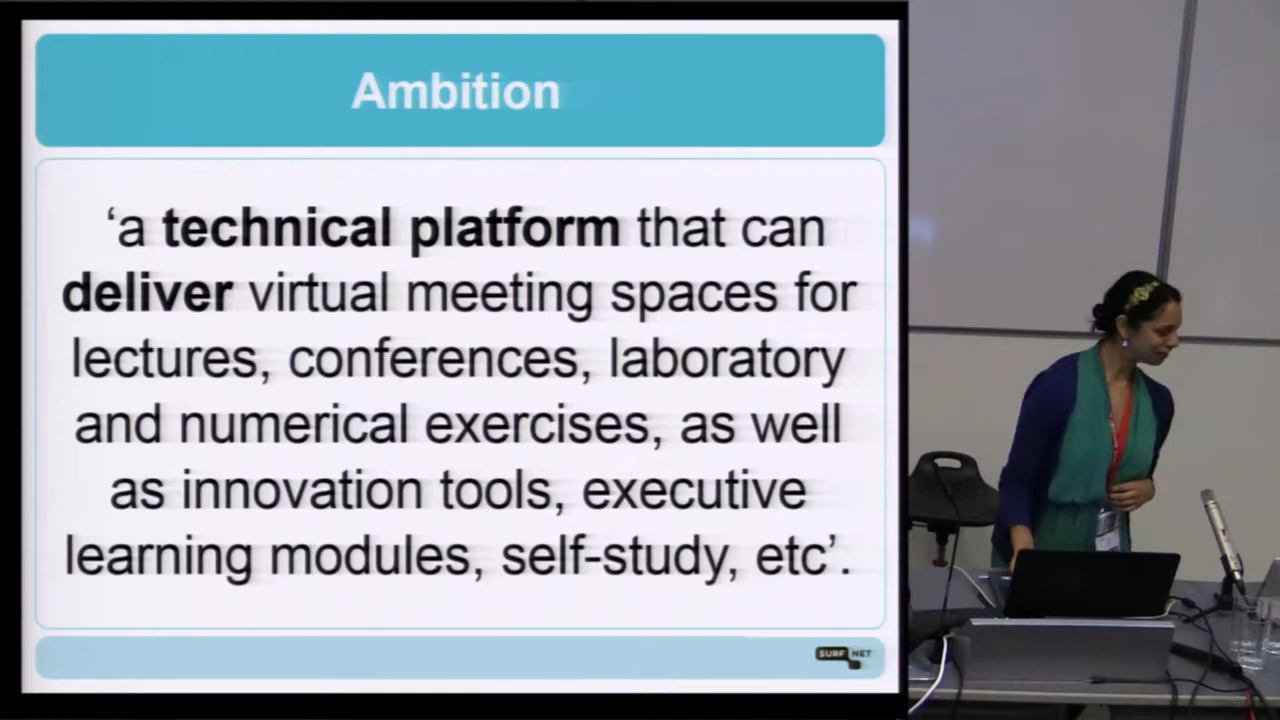 Ambition
‘a technical platform that can
deliver virtual meeting spaces for
lectures, conferences, laboratory
and numerical exercises, as well
as innovation tools, executive
learning modules, self-study, etc’.
SURF NET